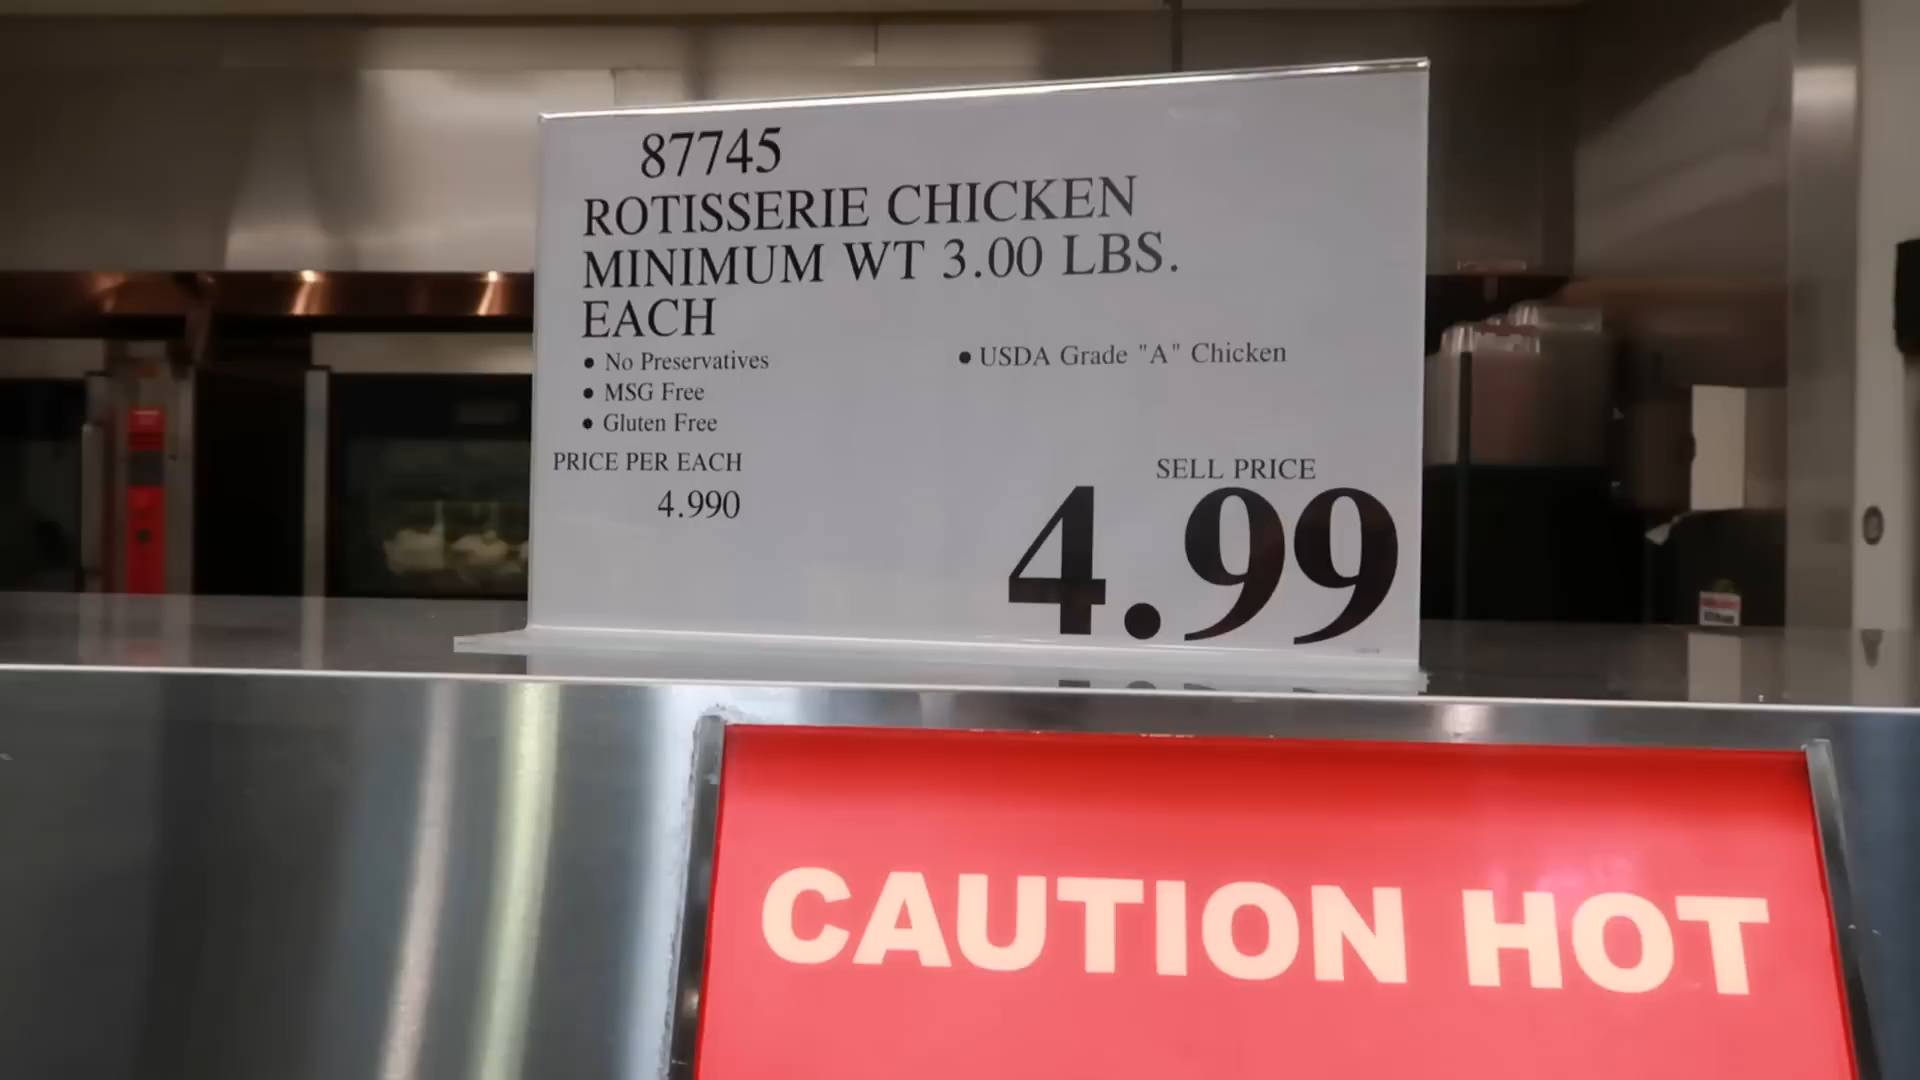 87745
ROTISSERIE CHICKEN
MINIMUM WT 3.00 LBS.
EACH
• No Preservatives
• MSG Free
• Gluten Free
• USDA Grade "A" Chicken
PRICE PER EACH
4.990
SELL PRICE
4.99
CAUTION HOT